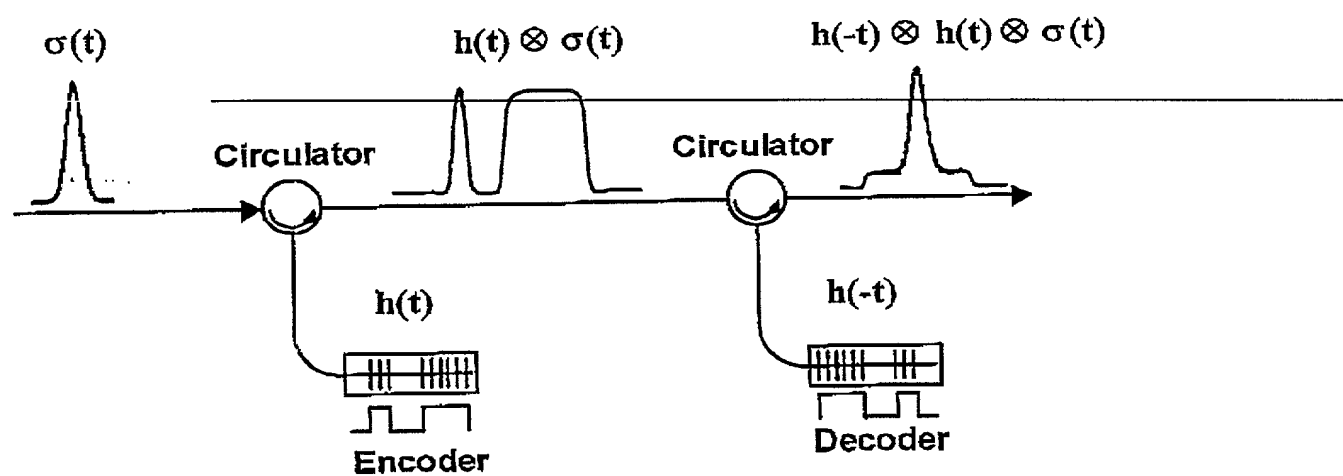 σ(t)
h(t) ⊗ σ(t)
h(-t) ⊗ h(t) ⊗ σ(t)
Circulator
Circulator
h(t)
h(-t)
Encoder
Decoder